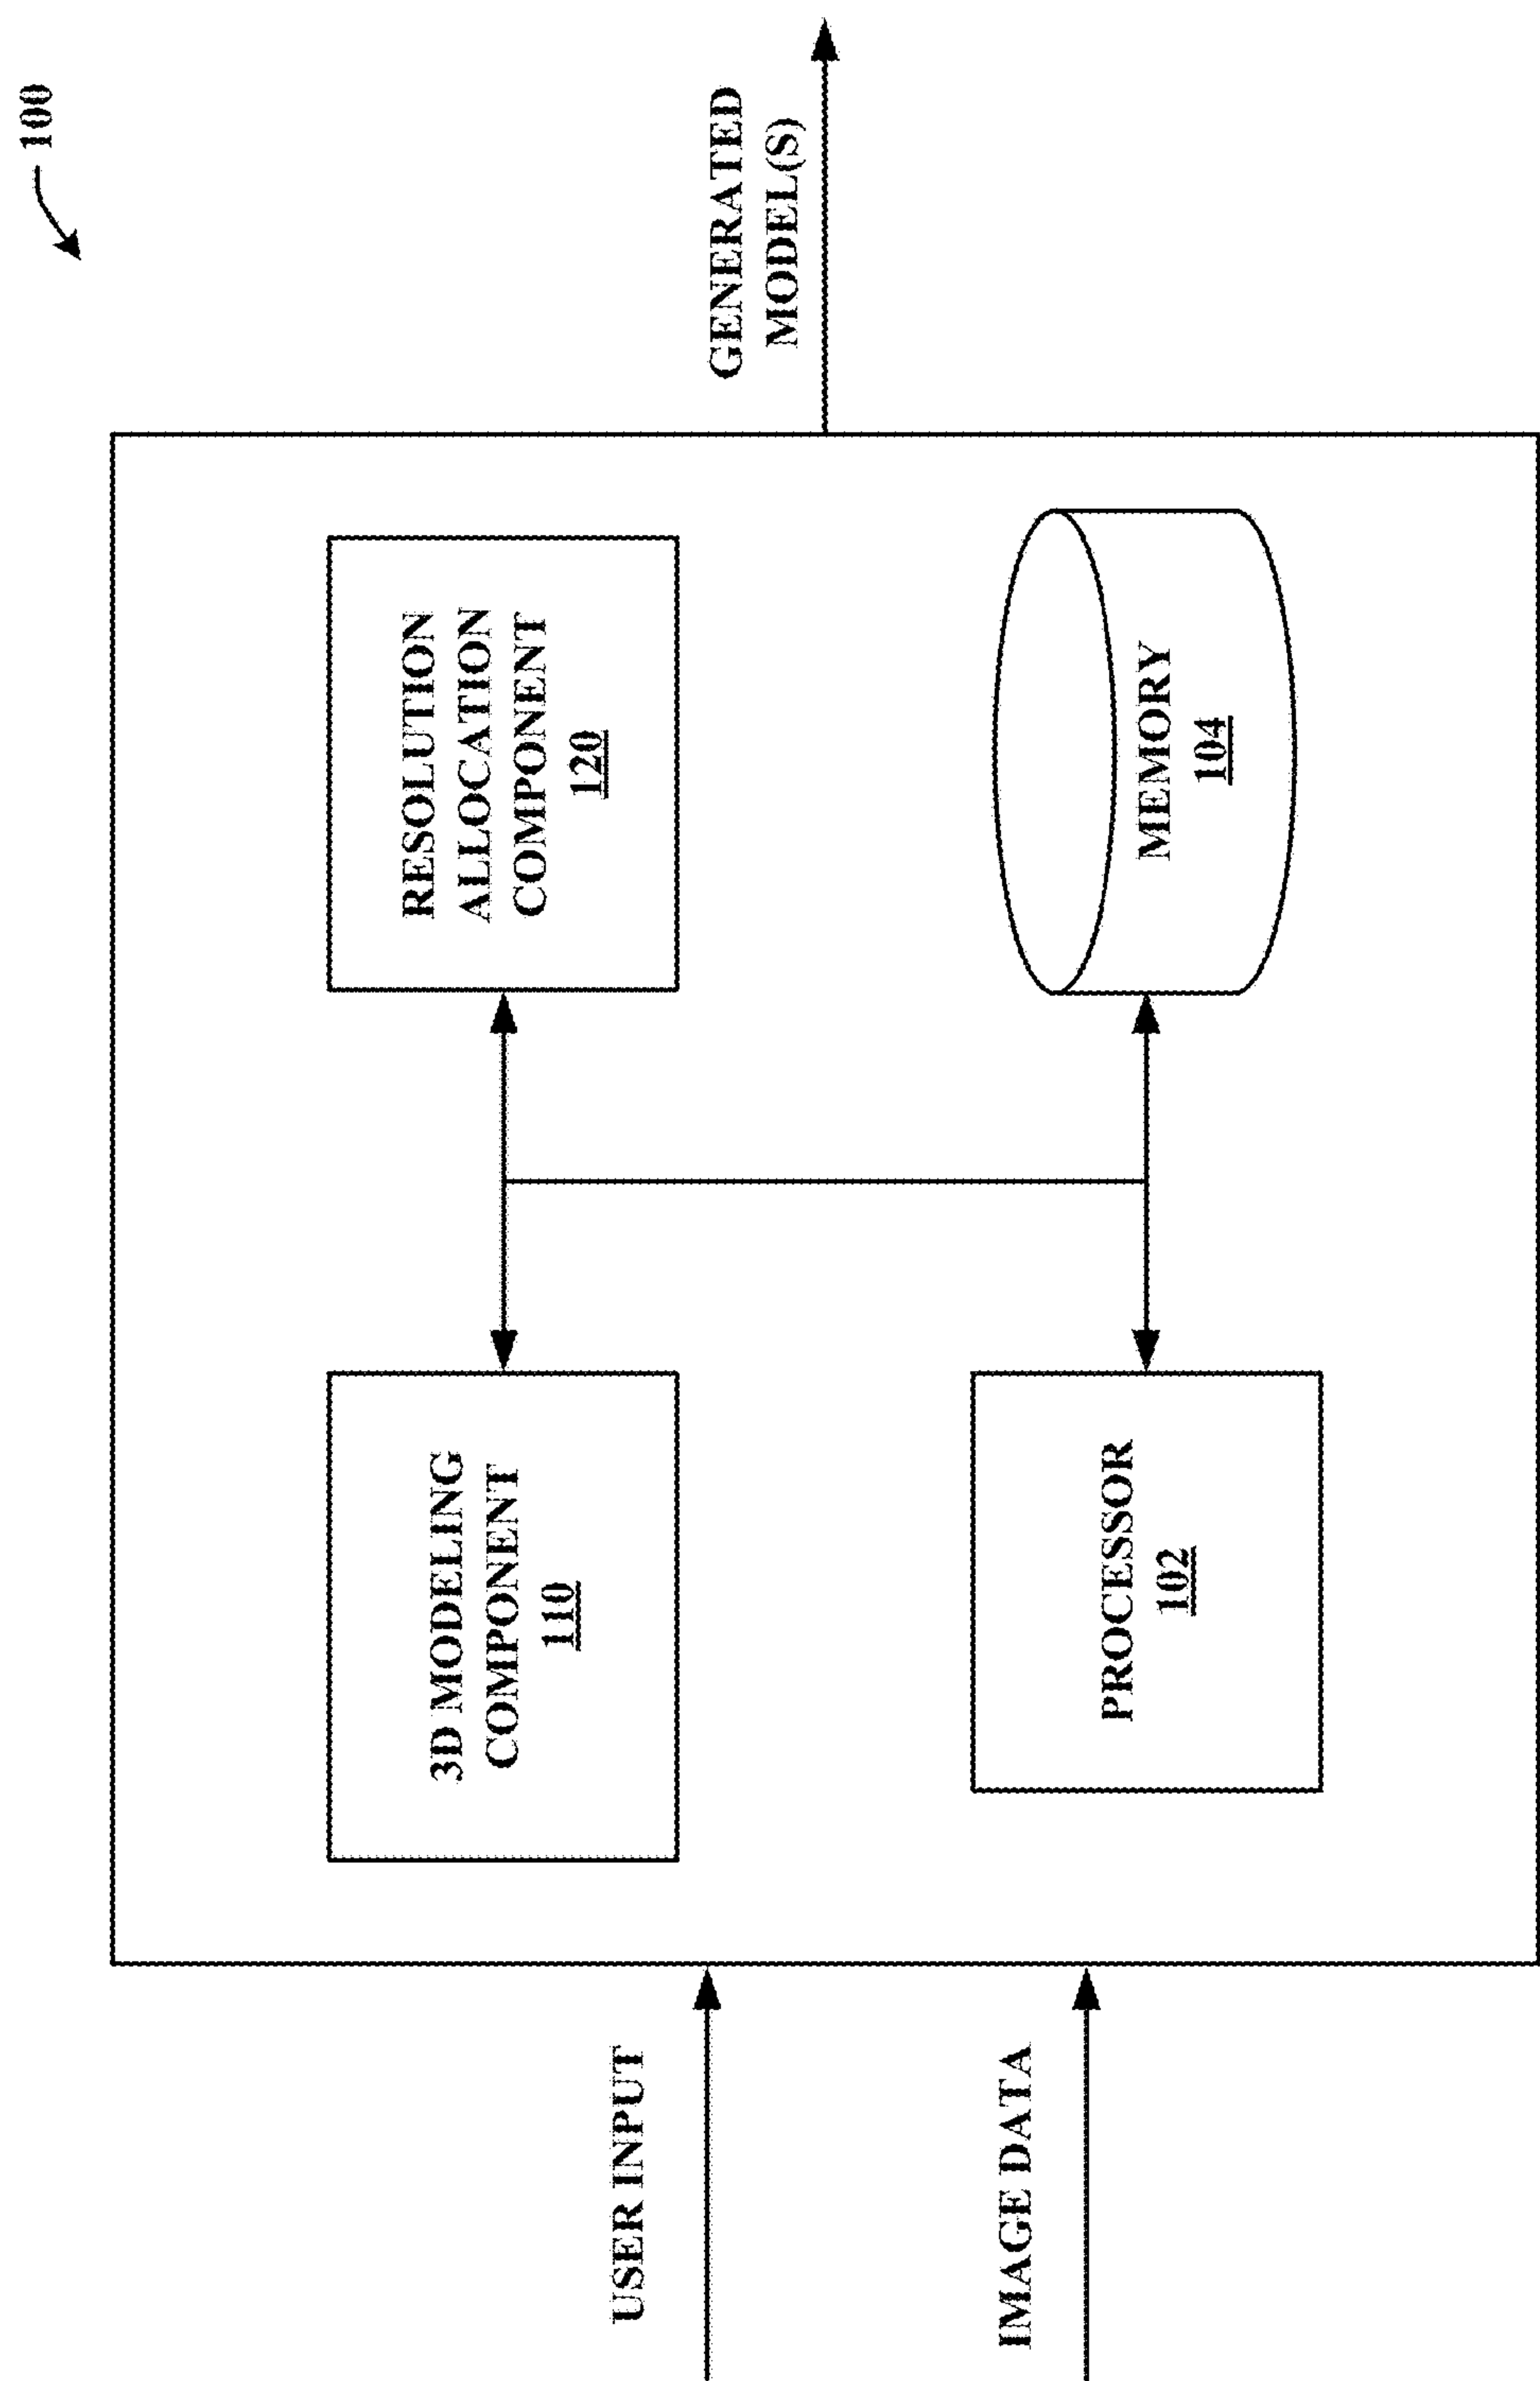 100
USER INPUT
IMAGE DATA
3D MODELING
COMPONENT
110
RESOLUTION
ALLOCATION
COMPONENT
120
PROCESSOR
102
MEMORY
104
GENERATED
MODEL(S)